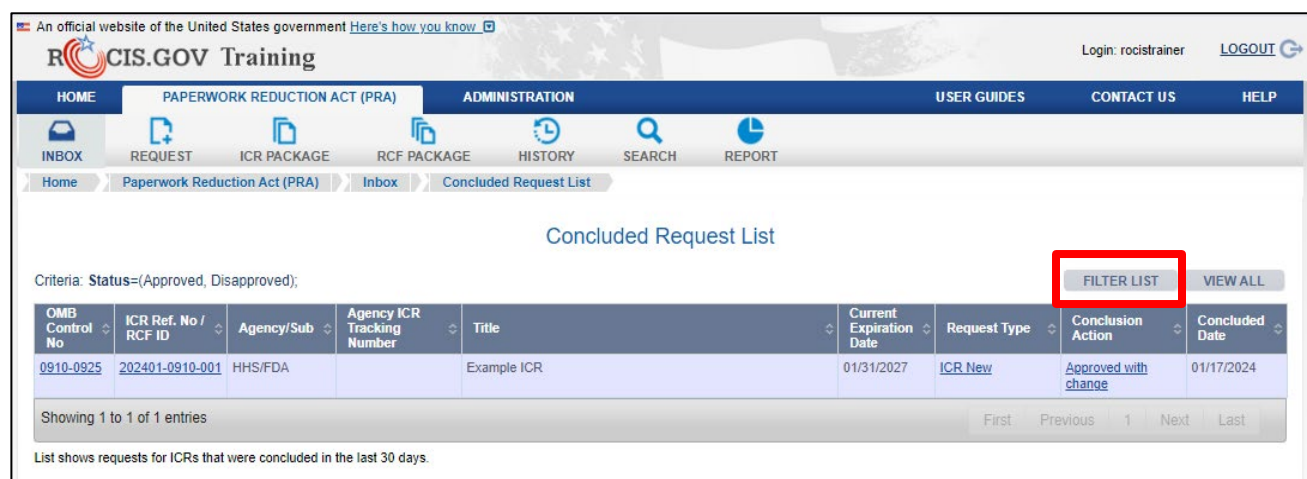 An official website of the United States government Here's how you know
ROCIS.GOV Training
Login: rocistrainer LOGOUT
HOME PAPERWORK REDUCTION ACT (PRA) ADMINISTRATION USER GUIDES CONTACT US HELP
INBOX REQUEST ICR PACKAGE RCF PACKAGE HISTORY SEARCH REPORT
Home Paperwork Reduction Act (PRA) Inbox Concluded Request List
Concluded Request List
Criteria: Status=(Approved, Disapproved); FILTER LIST VIEW ALL
OMB Control No ICR Ref. No / RCF ID Agency/Sub Agency ICR Tracking Number Title Current Expiration Date Request Type Conclusion Action Concluded Date
0910-0925 202401-0910-001 HHS/FDA Example ICR 01/31/2027 ICR New Approved with change 01/17/2024
Showing 1 to 1 of 1 entries First Previous 1 Next Last
List shows requests for ICRs that were concluded in the last 30 days.